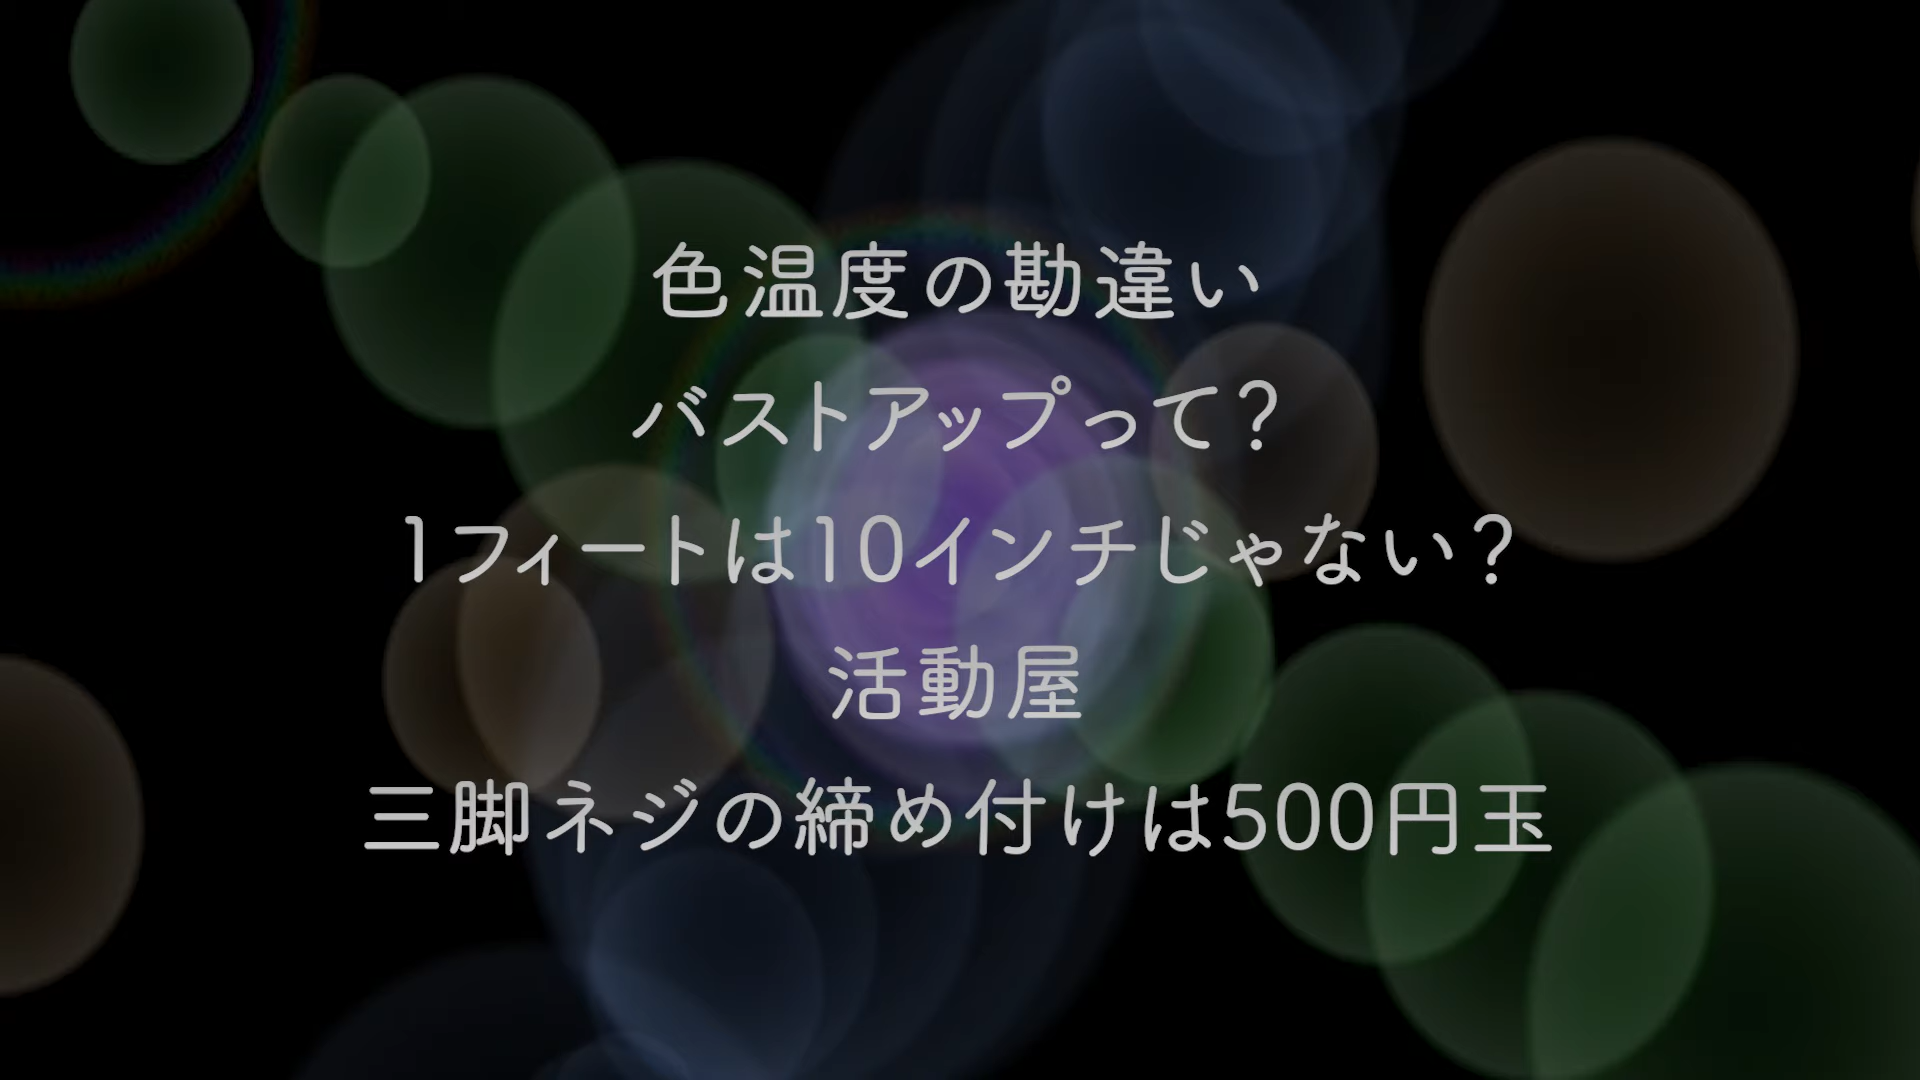 色温度の勘違い
バストアップって？
1フィートは10インチじゃない？
活動屋
三脚ネジの締め付けは500円玉